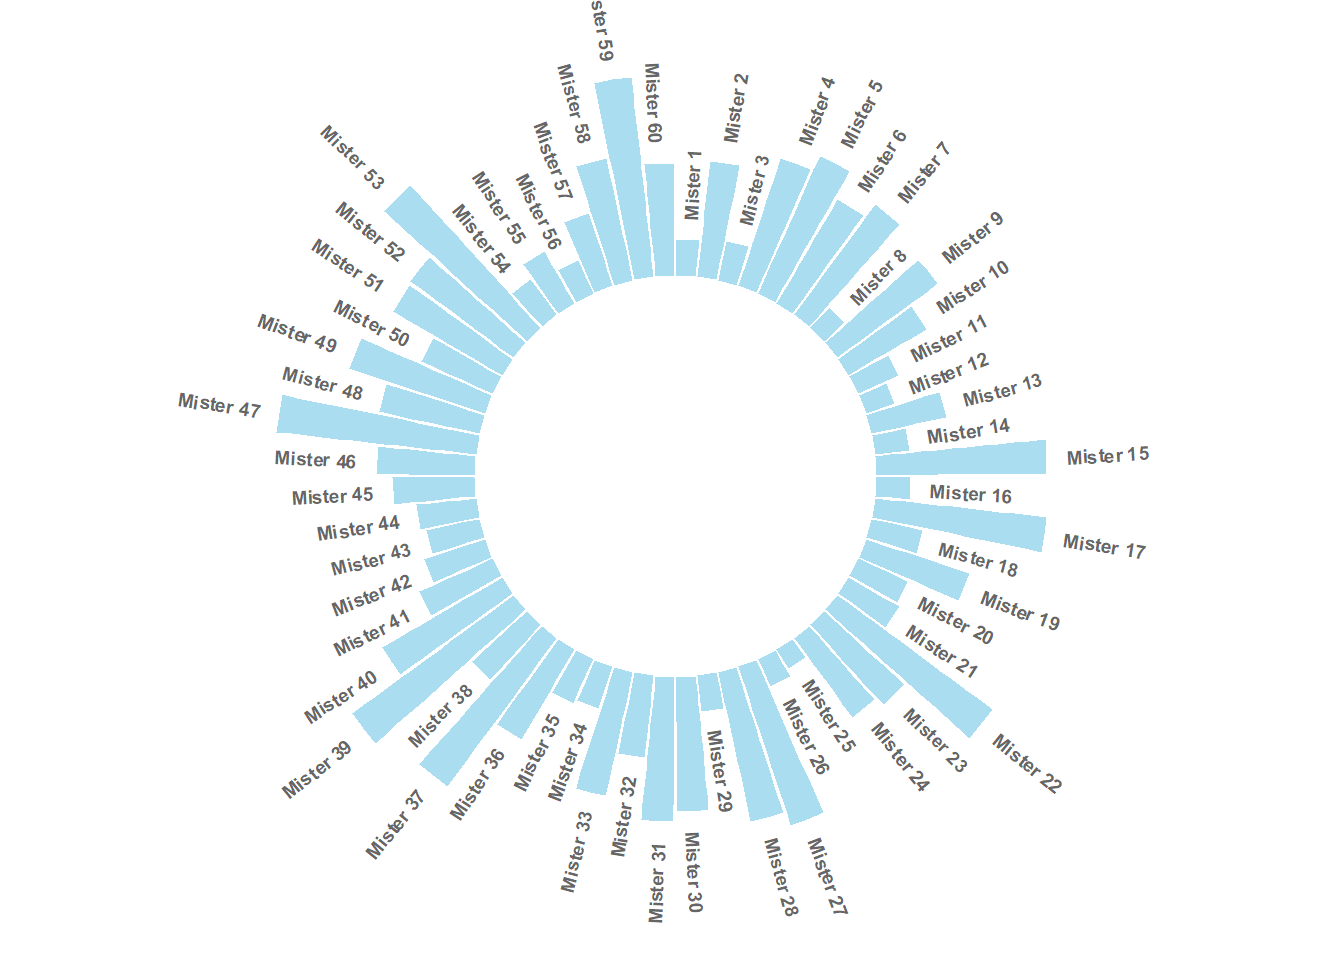 Mister 1
Mister 2
Mister 3
Mister 4
Mister 5
Mister 6
Mister 7
Mister 8
Mister 9
Mister 10
Mister 11
Mister 12
Mister 13
Mister 14
Mister 15
Mister 16
Mister 17
Mister 18
Mister 19
Mister 20
Mister 21
Mister 22
Mister 23
Mister 24
Mister 25
Mister 26
Mister 27
Mister 28
Mister 29
Mister 30
Mister 31
Mister 32
Mister 33
Mister 34
Mister 35
Mister 36
Mister 37
Mister 38
Mister 39
Mister 40
Mister 41
Mister 42
Mister 43
Mister 44
Mister 45
Mister 46
Mister 47
Mister 48
Mister 49
Mister 50
Mister 51
Mister 52
Mister 53
Mister 54
Mister 55
Mister 56
Mister 57
Mister 58
ster 59
Mister 60